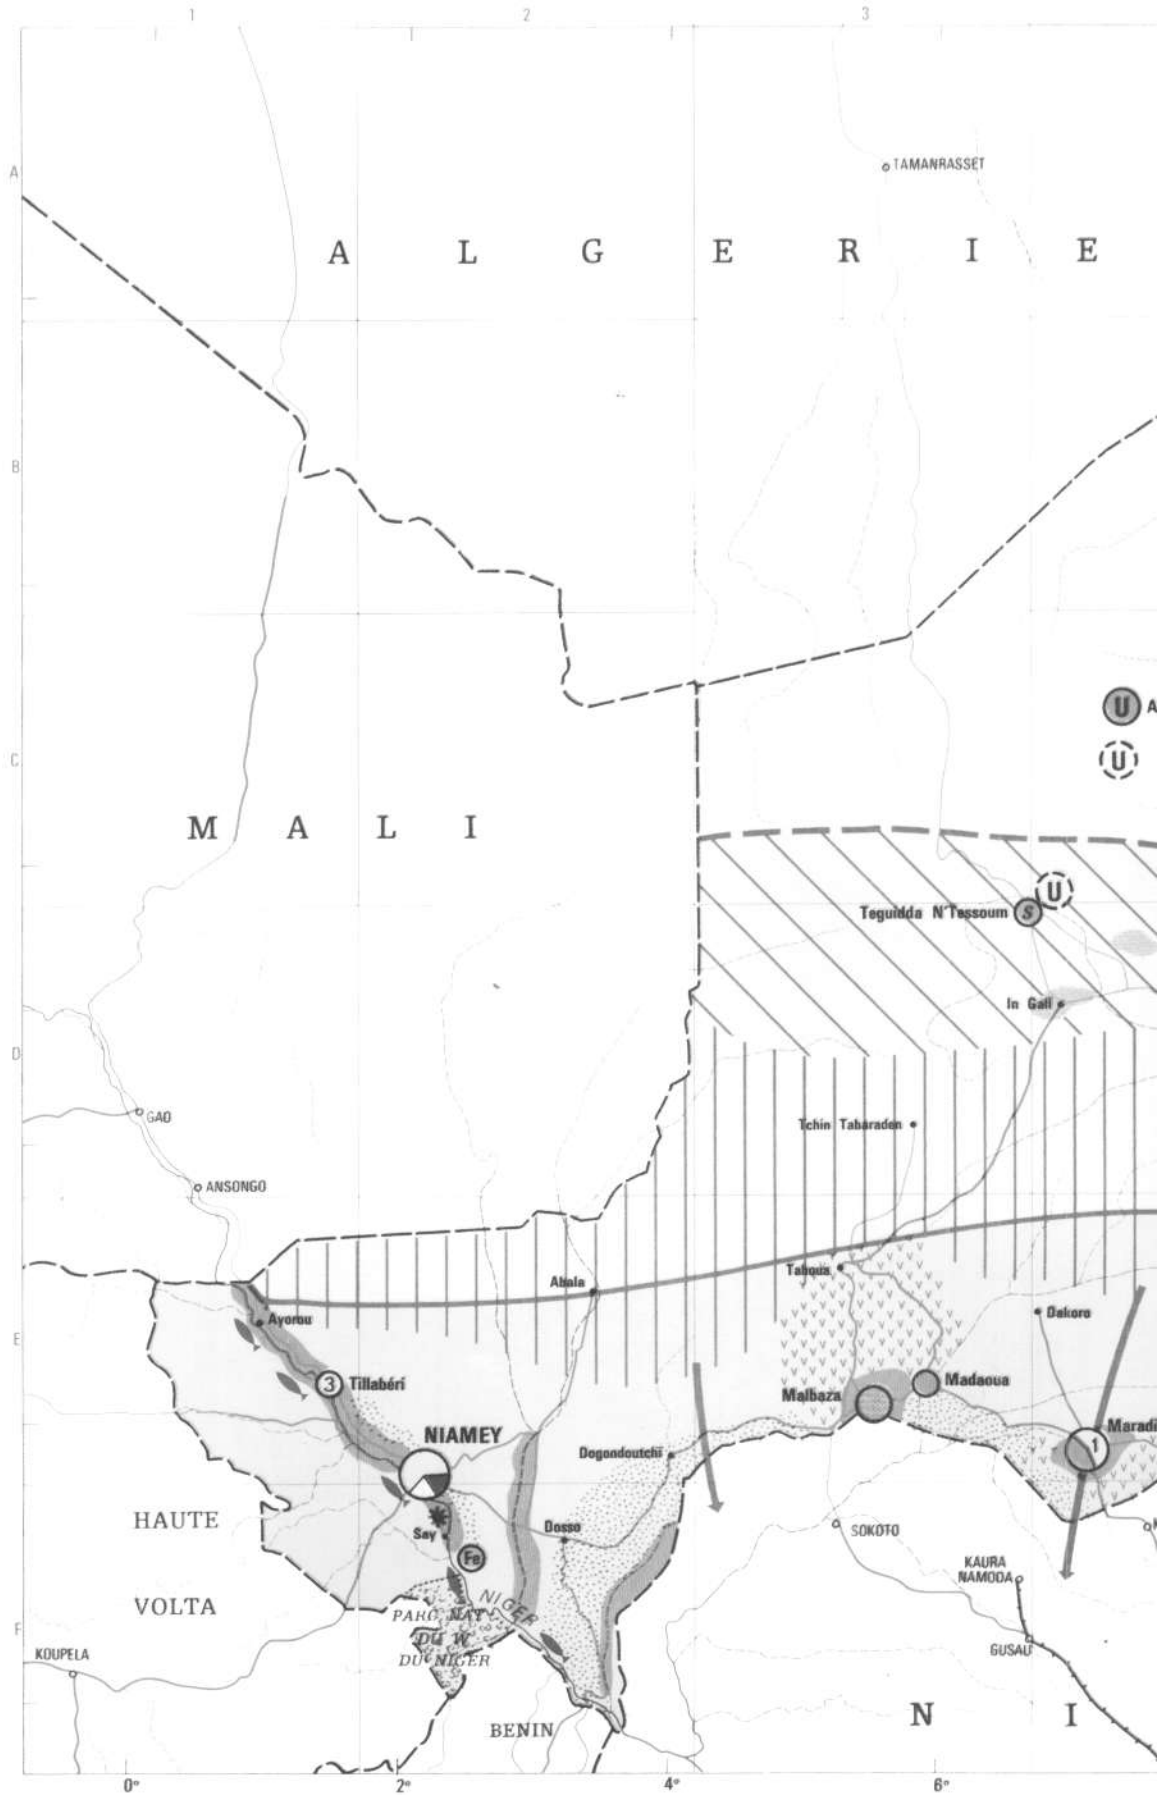 1 2 3
A
TAMANRASSET
ALGERIE
B
U A
C
U
MALI
U
Teguidda N'Tessoum S
In Gall
D
Tchin Tabaraden
GAO
ANSONGO
Abala
Tahoua
Dakoro
E
Ayorou
3 Tillabéri
Madaoua
Malbaza
Maradi
1
NIAMEY
Dogondoutchi
HAUTE
Say
Dosso
SOKOTO
Fe
KAURA
NAMODA
NIGER
VOLTA
PARC NAT
DU W
DU NIGER
F
KOUPELA
GUSAU
N I
BENIN
0° 2° 4° 6°